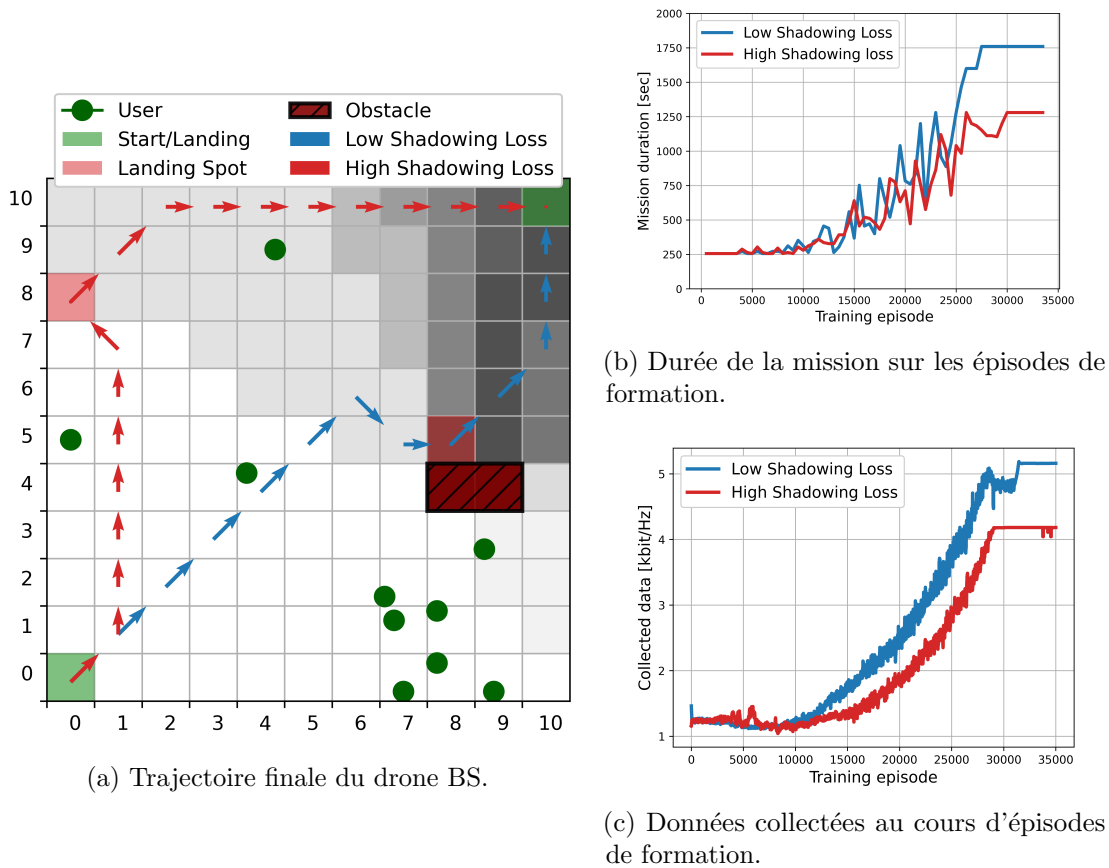 User
Start/Landing
Landing Spot
Obstacle
Low Shadowing Loss
High Shadowing Loss
10
9
8
7
6
5
4
3
2
1
0
0 1 2 3 4 5 6 7 8 9 10
(a) Trajectoire finale du drone BS.
Low Shadowing Loss
High Shadowing loss
Mission duration [sec]
2000
1750
1500
1250
1000
750
500
250
0
0 5000 10000 15000 20000 25000 30000 35000
Training episode
(b) Durée de la mission sur les épisodes de
formation.
Low Shadowing Loss
High Shadowing Loss
Collected data [kbit/Hz]
5
4
3
2
1
0 5000 10000 15000 20000 25000 30000 35000
Training episode
(c) Données collectées au cours d'épisodes
de formation.